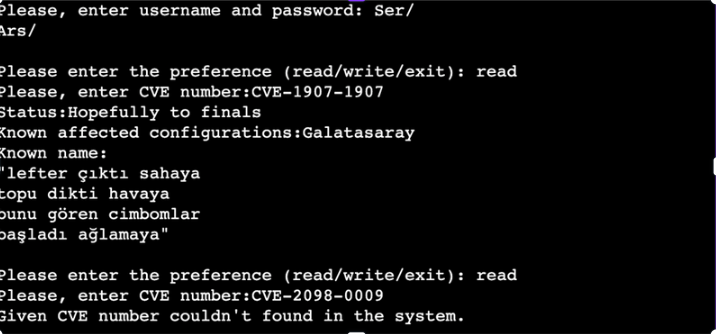 Please, enter username and password: Ser/
Ars/
Please enter the preference (read/write/exit): read
Please, enter CVE number:CVE-1907-1907
Status:Hopefully to finals
Known affected configurations:Galatasaray
Known name:
"lefter çıktı sahaya
topu dikti havaya
bunu gören cimbomlar
başladı ağlamaya"
Please enter the preference (read/write/exit): read
Please, enter CVE number:CVE-2098-0009
Given CVE number couldn't found in the system.